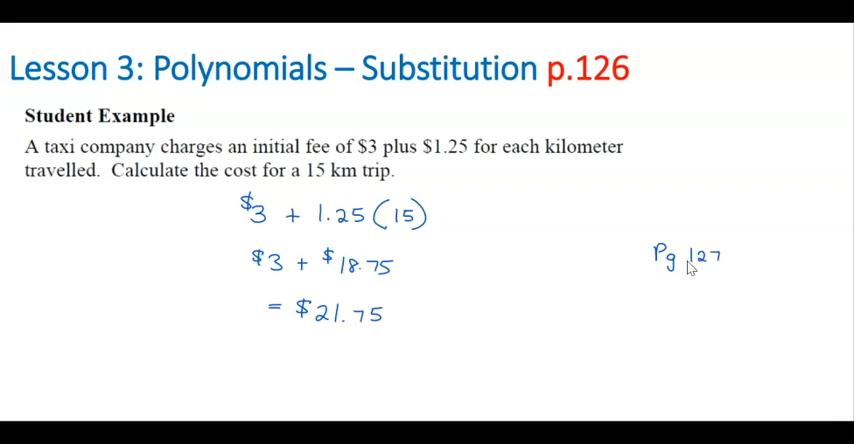 Lesson 3: Polynomials – Substitution p.126
Student Example
A taxi company charges an initial fee of $3 plus $1.25 for each kilometer
travelled. Calculate the cost for a 15 km trip.
$3 + 1.25(15)
$3 + $18.75
Pg 127
= $21.75